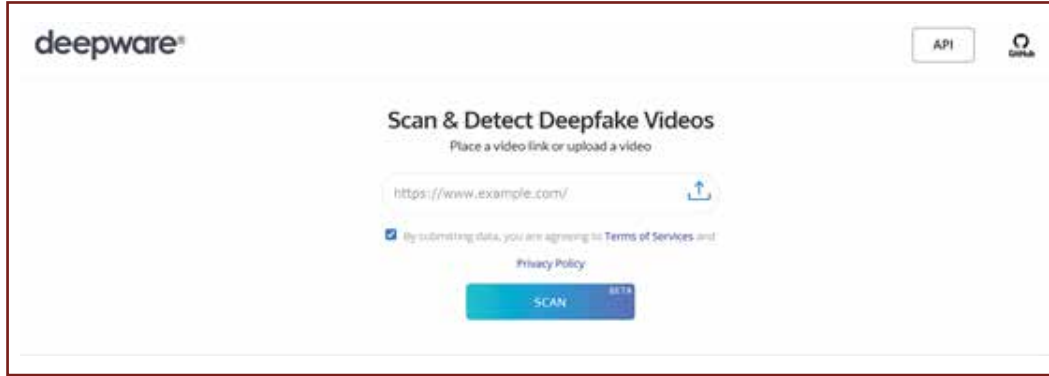 deepware®
API
GitHub
Scan & Detect Deepfake Videos
Place a video link or upload a video
https://www.example.com/
By submitting data, you are agreeing to Terms of Services and
Privacy Policy
BETA
SCAN